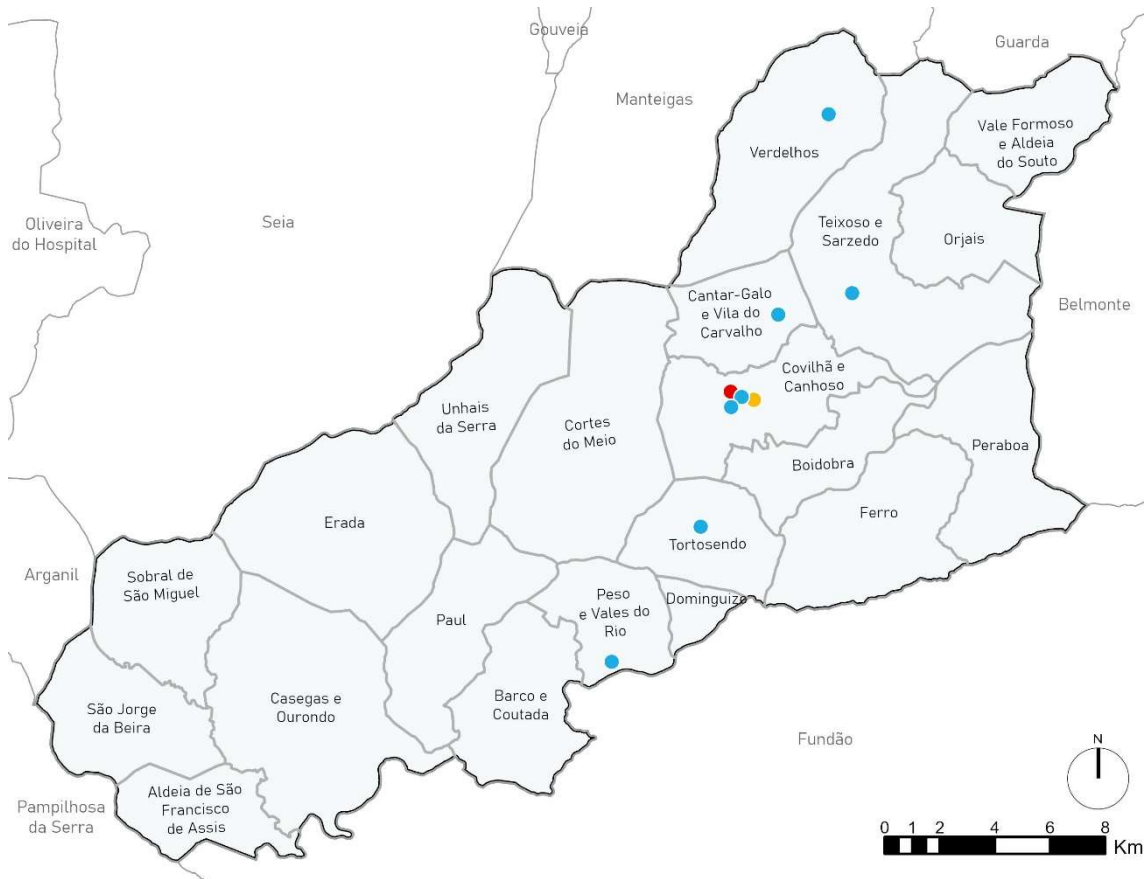 Gouveia
Guarda
Manteigas
Vale Formoso
e Aldeia
do Souto
Verdelhos
Oliveira
do Hospital
Seia
Teixoso e
Sarzedo
Orjais
Cantar-Galo
e Vila do
Carvalho
Belmonte
Covilhã e
Canhoso
Unhais
da Serra
Cortes
do Meio
Peraboa
Boidobra
Erada
Ferro
Tortosendo
Arganil
Sobral de
São Miguel
Peso
e Vales do
Rio
Dominguizo
Paul
Casegas e
Ourondo
Barco e
Coutada
São Jorge
da Beira
Fundão
N
Pampilhosa
da Serra
Aldeia de São
Francisco
de Assis
0 1 2 4 6 8
Km